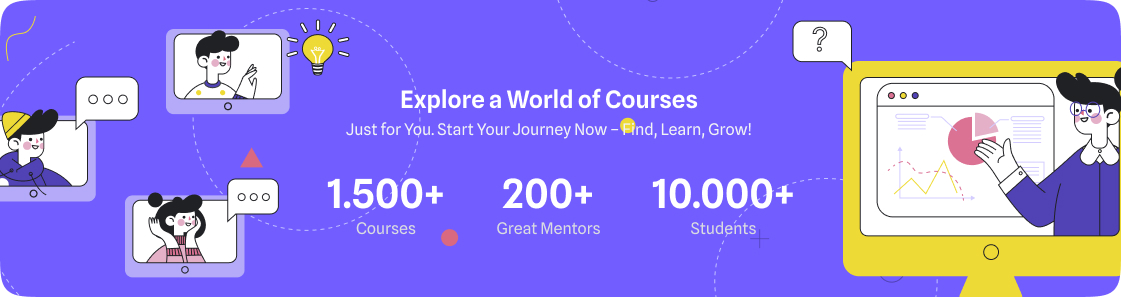 ?
Explore a World of Courses
Just for You. Start Your Journey Now – Find, Learn, Grow!
1.500+ 200+ 10.000+
Courses Great Mentors Students